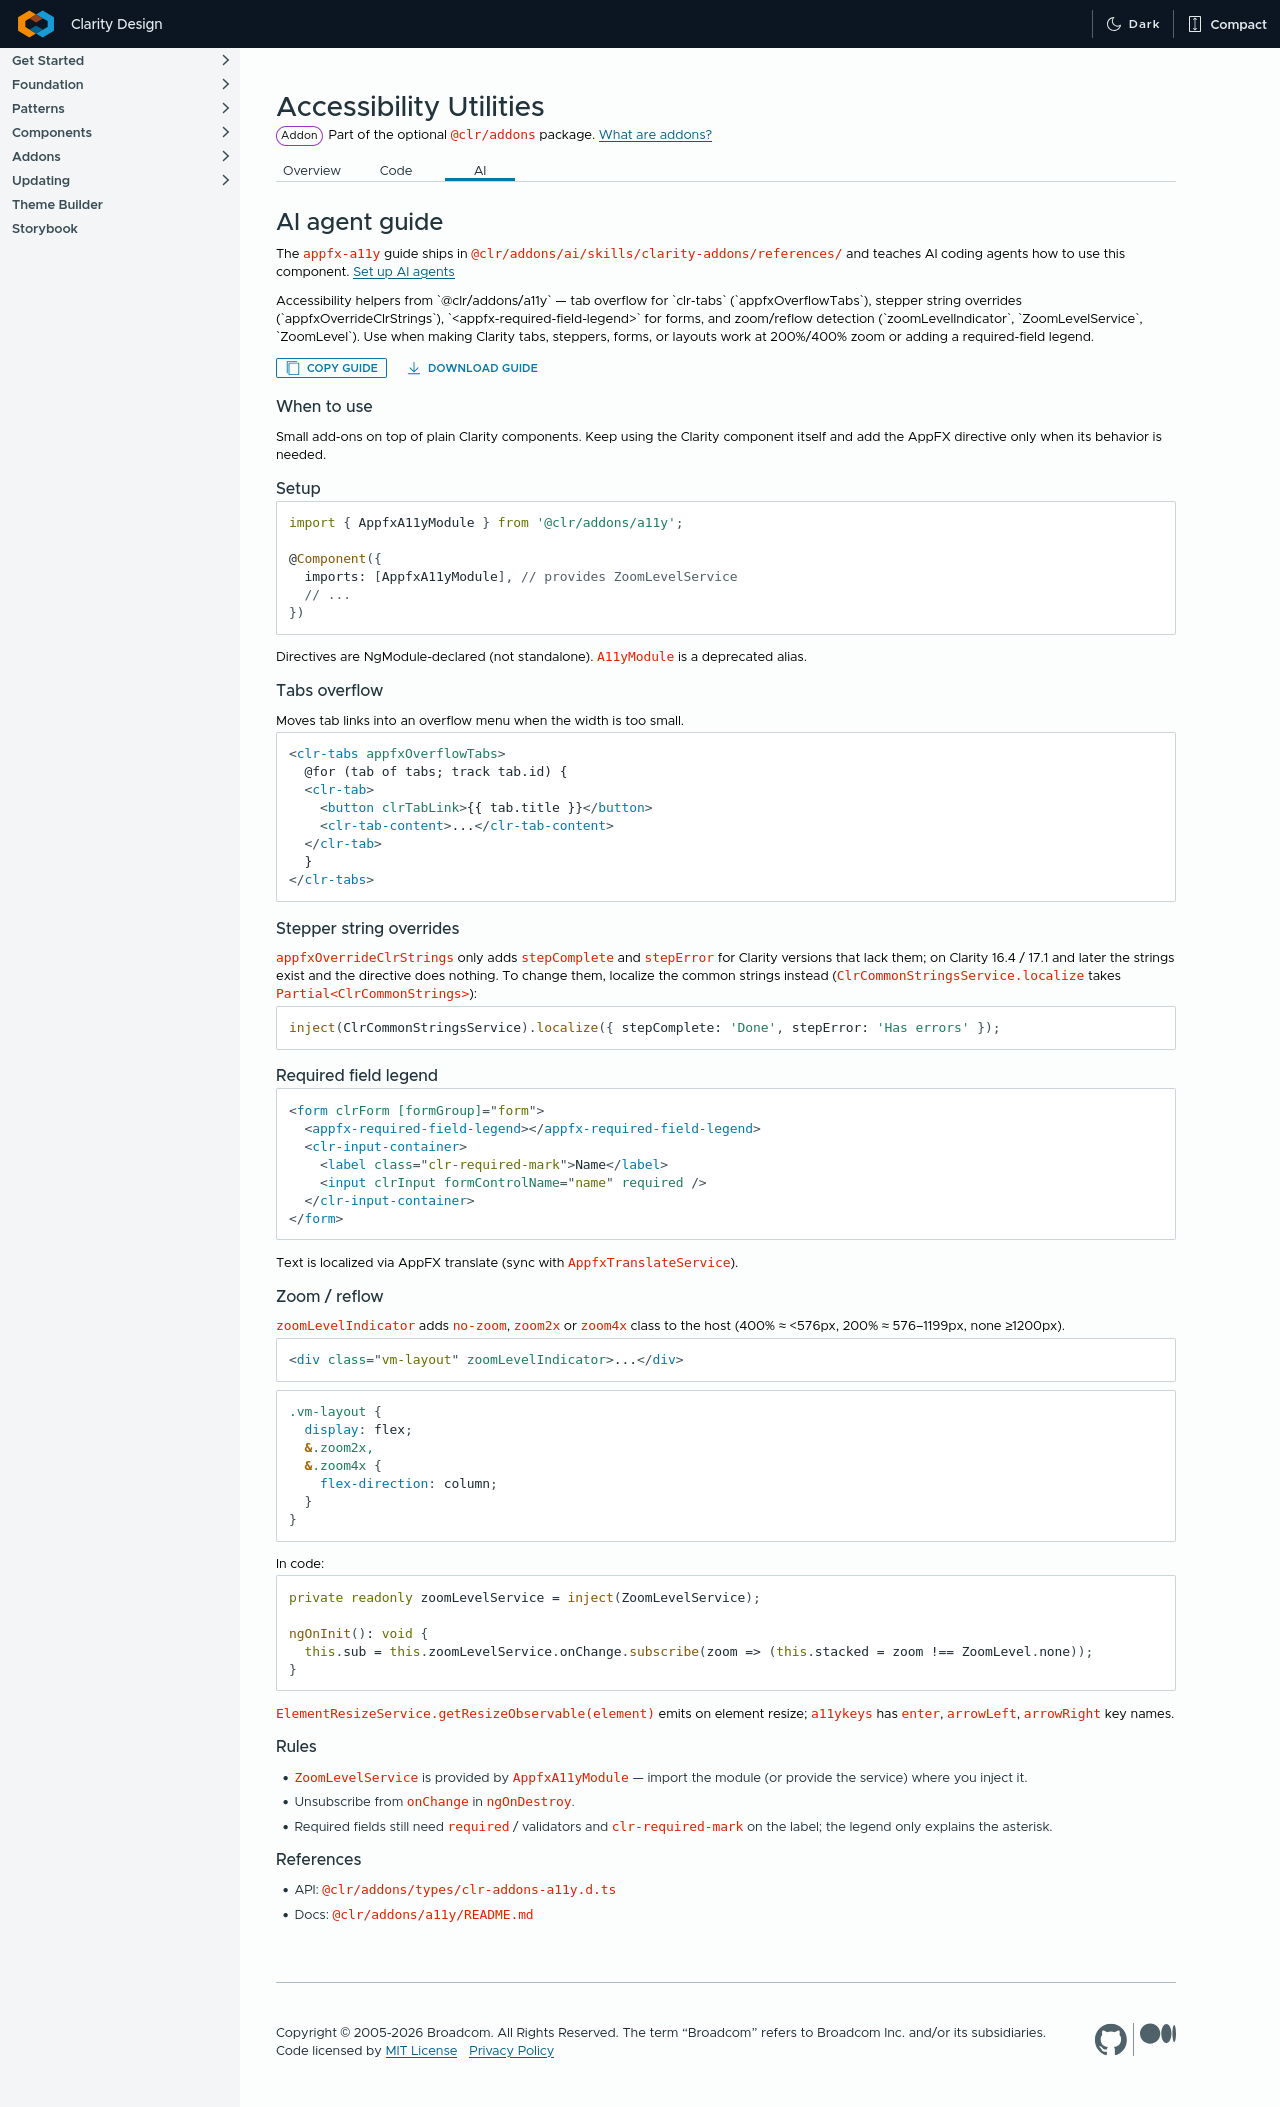 Clarity Design
Dark
Compact
Get Started
Foundation
Patterns
Components
Addons
Updating
Theme Builder
Storybook
Accessibility Utilities
Addon Part of the optional @clr/addons package. What are addons?
Overview Code AI
AI agent guide
The appfx-a11y guide ships in @clr/addons/ai/skills/clarity-addons/references/ and teaches AI coding agents how to use this
component. Set up AI agents
Accessibility helpers from `@clr/addons/a11y` — tab overflow for `clr-tabs` (`appfxOverflowTabs`), stepper string overrides
(`appfxOverrideClrStrings`), `<appfx-required-field-legend>` for forms, and zoom/reflow detection (`zoomLevelIndicator`, `ZoomLevelService`,
`ZoomLevel`). Use when making Clarity tabs, steppers, forms, or layouts work at 200%/400% zoom or adding a required-field legend.
COPY GUIDE DOWNLOAD GUIDE
When to use
Small add-ons on top of plain Clarity components. Keep using the Clarity component itself and add the AppFX directive only when its behavior is
needed.
Setup
import { AppfxA11yModule } from '@clr/addons/a11y';
@Component({
  imports: [AppfxA11yModule], // provides ZoomLevelService
  // ...
})
Directives are NgModule-declared (not standalone). A11yModule is a deprecated alias.
Tabs overflow
Moves tab links into an overflow menu when the width is too small.
<clr-tabs appfxOverflowTabs>
  @for (tab of tabs; track tab.id) {
  <clr-tab>
    <button clrTabLink>{{ tab.title }}</button>
    <clr-tab-content>...</clr-tab-content>
  </clr-tab>
  }
</clr-tabs>
Stepper string overrides
appfxOverrideClrStrings only adds stepComplete and stepError for Clarity versions that lack them; on Clarity 16.4 / 17.1 and later the strings
exist and the directive does nothing. To change them, localize the common strings instead (ClrCommonStringsService.localize takes
Partial<ClrCommonStrings>):
inject(ClrCommonStringsService).localize({ stepComplete: 'Done', stepError: 'Has errors' });
Required field legend
<form clrForm [formGroup]="form">
  <appfx-required-field-legend></appfx-required-field-legend>
  <clr-input-container>
    <label class="clr-required-mark">Name</label>
    <input clrInput formControlName="name" required />
  </clr-input-container>
</form>
Text is localized via AppFX translate (sync with AppfxTranslateService).
Zoom / reflow
zoomLevelIndicator adds no-zoom, zoom2x or zoom4x class to the host (400% ≈ <576px, 200% ≈ 576–1199px, none ≥1200px).
<div class="vm-layout" zoomLevelIndicator>...</div>
.vm-layout {
  display: flex;
  &.zoom2x,
  &.zoom4x {
    flex-direction: column;
  }
}
In code:
private readonly zoomLevelService = inject(ZoomLevelService);
ngOnInit(): void {
  this.sub = this.zoomLevelService.onChange.subscribe(zoom => (this.stacked = zoom !== ZoomLevel.none));
}
ElementResizeService.getResizeObservable(element) emits on element resize; a11ykeys has enter, arrowLeft, arrowRight key names.
Rules
• ZoomLevelService is provided by AppfxA11yModule — import the module (or provide the service) where you inject it.
• Unsubscribe from onChange in ngOnDestroy.
• Required fields still need required / validators and clr-required-mark on the label; the legend only explains the asterisk.
References
• API: @clr/addons/types/clr-addons-a11y.d.ts
• Docs: @clr/addons/a11y/README.md
Copyright © 2005-2026 Broadcom. All Rights Reserved. The term “Broadcom” refers to Broadcom Inc. and/or its subsidiaries.
Code licensed by MIT License Privacy Policy